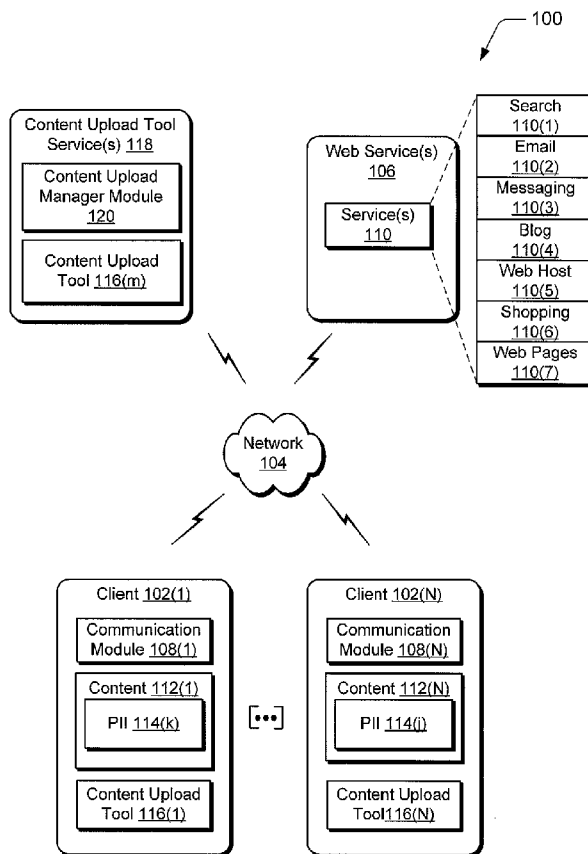 100
Content Upload Tool
Service(s) 118
Content Upload
Manager Module
120
Content Upload
Tool 116(m)
Web Service(s)
106
Service(s)
110
Search
110(1)
Email
110(2)
Messaging
110(3)
Blog
110(4)
Web Host
110(5)
Shopping
110(6)
Web Pages
110(7)
Network
104
Client 102(1)
Communication
Module 108(1)
Content 112(1)
PII 114(k)
Content Upload
Tool 116(1)
[•••]
Client 102(N)
Communication
Module 108(N)
Content 112(N)
PII 114(j)
Content Upload
Tool116(N)